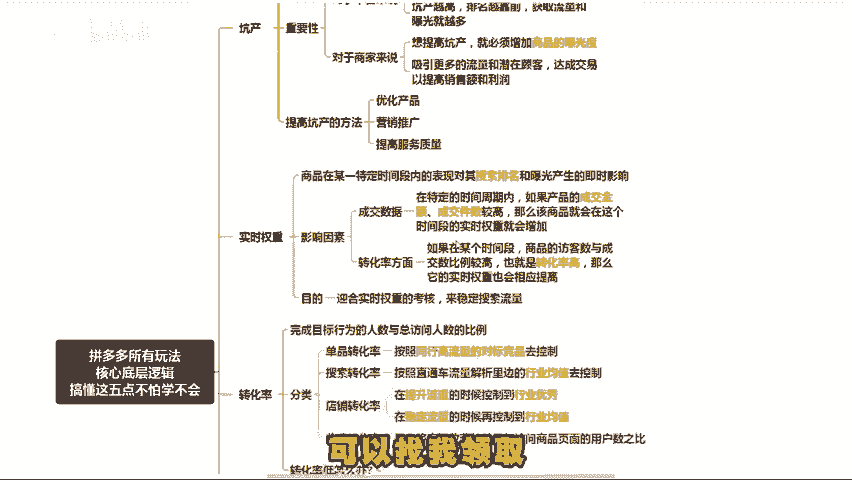 坑产越高，排名越靠前，获取流量和
曝光就越多
坑产
重要性
对于商家来说
想提高坑产，就必须增加商品的曝光度
吸引更多的流量和潜在顾客，达成交易
以提高销售额和利润
提高坑产的方法
优化产品
营销推广
提高服务质量
实时权重
商品在某一特定时间段内的表现对其搜索排名和曝光产生的即时影响
影响因素
成交数据
在特定的时间周期内，如果产品的成交金
额、成交件数较高，那么该商品就会在这个
时间段的实时权重就会增加
转化率方面
如果在某个时间段，商品的访客数与成
交数比例较高，也就是转化率高，那么
它的实时权重也会相应提高
目的
迎合实时权重的考核，来稳定搜索流量
拼多多所有玩法
核心底层逻辑
搞懂这五点不怕学不会
转化率
完成目标行为的人数与总访问人数的比例
分类
单品转化率
按照同行高流量的对标竞品去控制
搜索转化率
按照直通车流量解析里边的行业均值去控制
店铺转化率
在提升流量的时候控制到行业优秀
在稳定流量的时候再控制到行业均值
问商品页面的用户数之比
可以找我领取
转化率低怎么办？